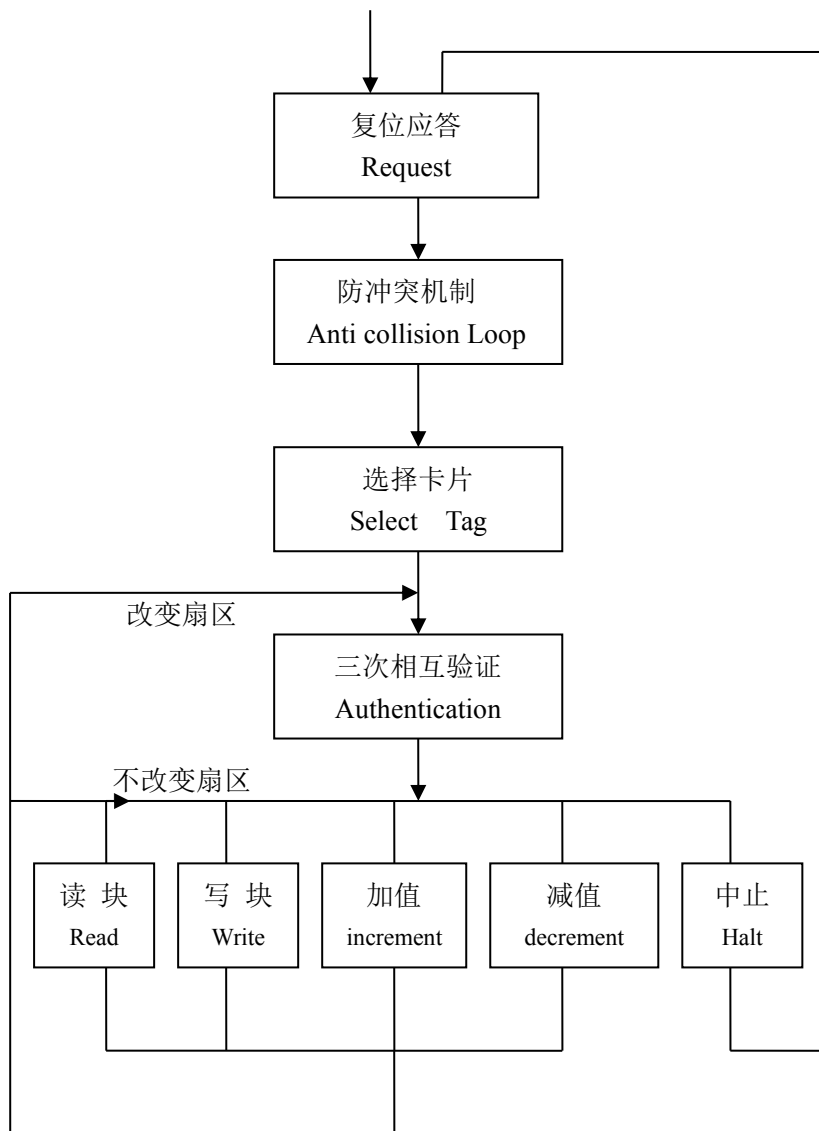 复位应答
Request
防冲突机制
Anti collision Loop
选择卡片
Select Tag
改变扇区
三次相互验证
Authentication
不改变扇区
读 块
Read
写 块
Write
加值
increment
减值
decrement
中止
Halt